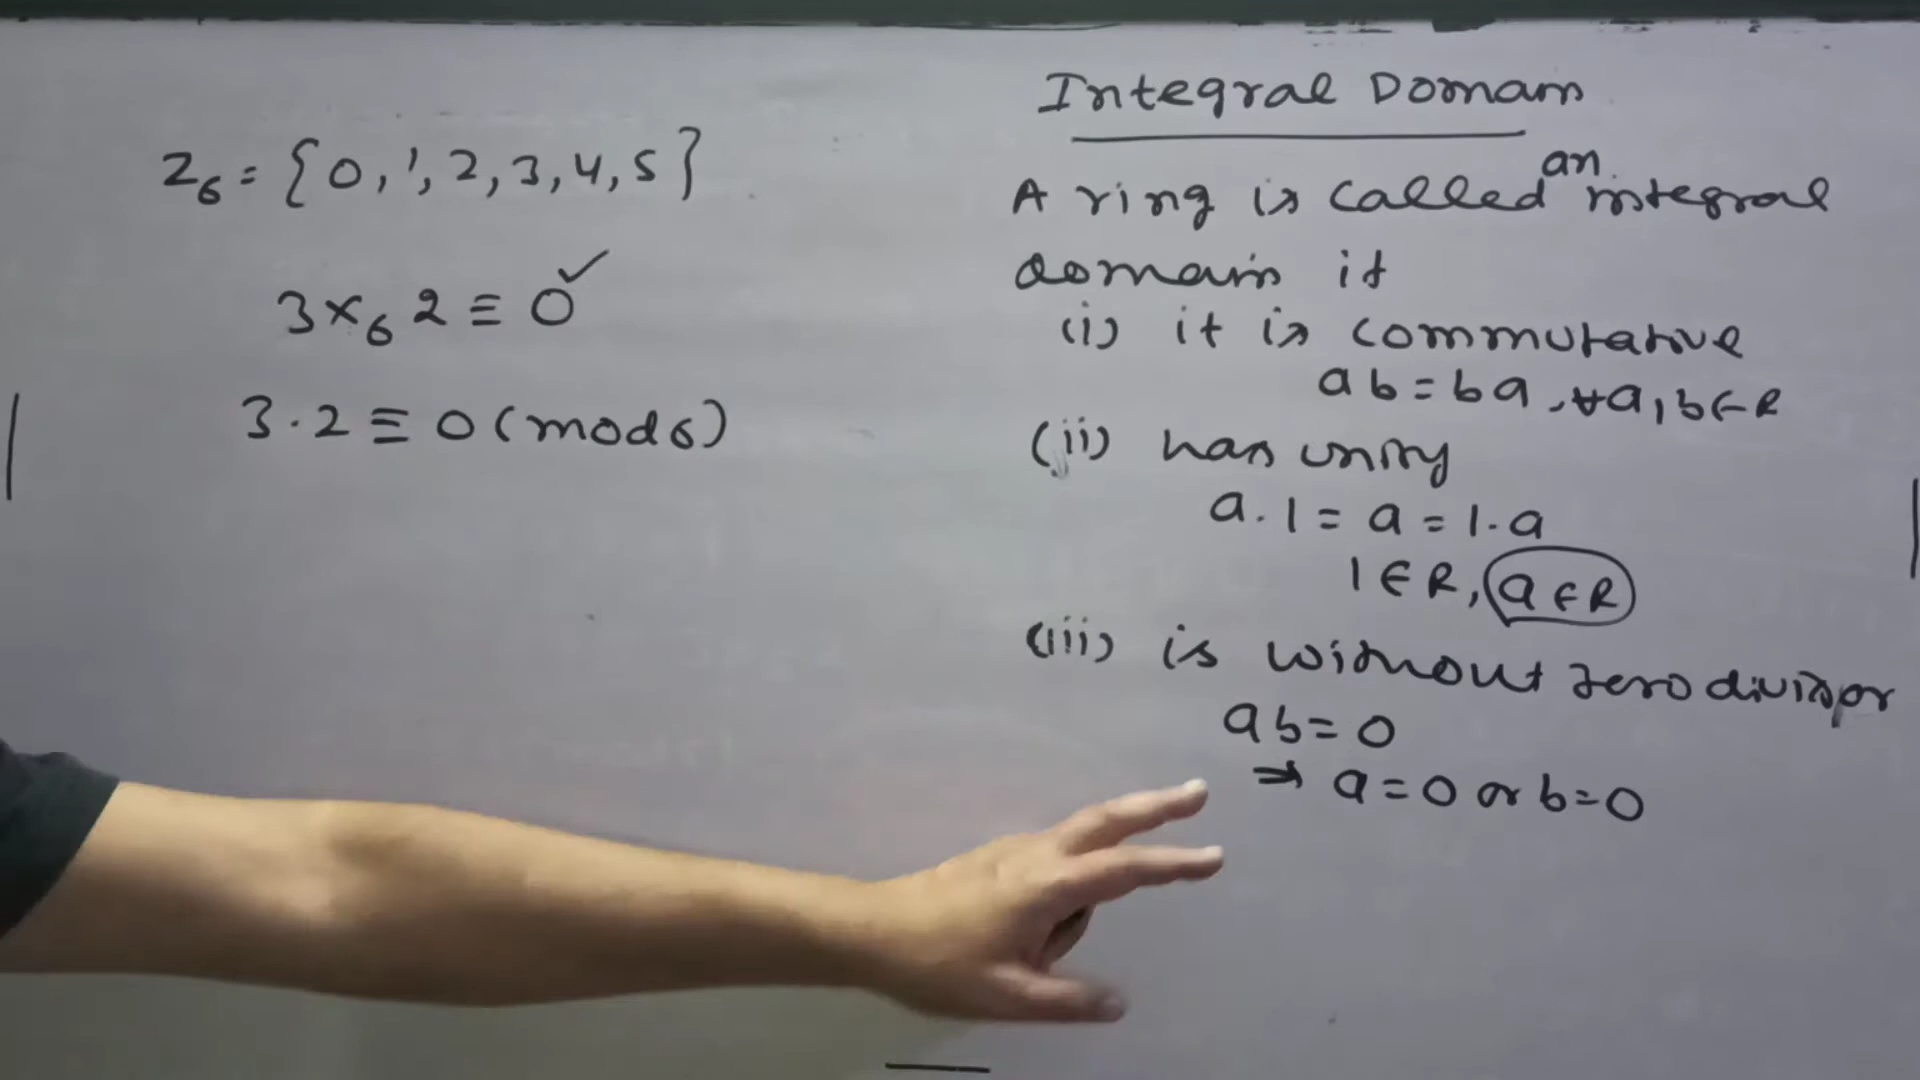 Z6 = {0, 1, 2, 3, 4, 5}
3 ×6 2 ≡ 0 ✓
3 · 2 ≡ 0 (mod 6)
Integral Domain
A ring is called an integral
domain if
(i) it is commutative
ab = ba, ∀ a, b ∈ R
(ii) has unity
a . 1 = a = 1 . a
1 ∈ R, a ∈ R
(iii) is without zero divisor
ab = 0
⇒ a = 0 or b = 0